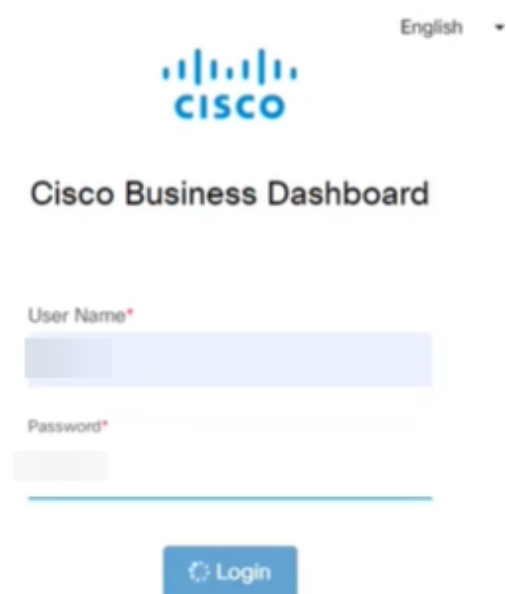 English
CISCO
Cisco Business Dashboard
User Name*
Password*
Login